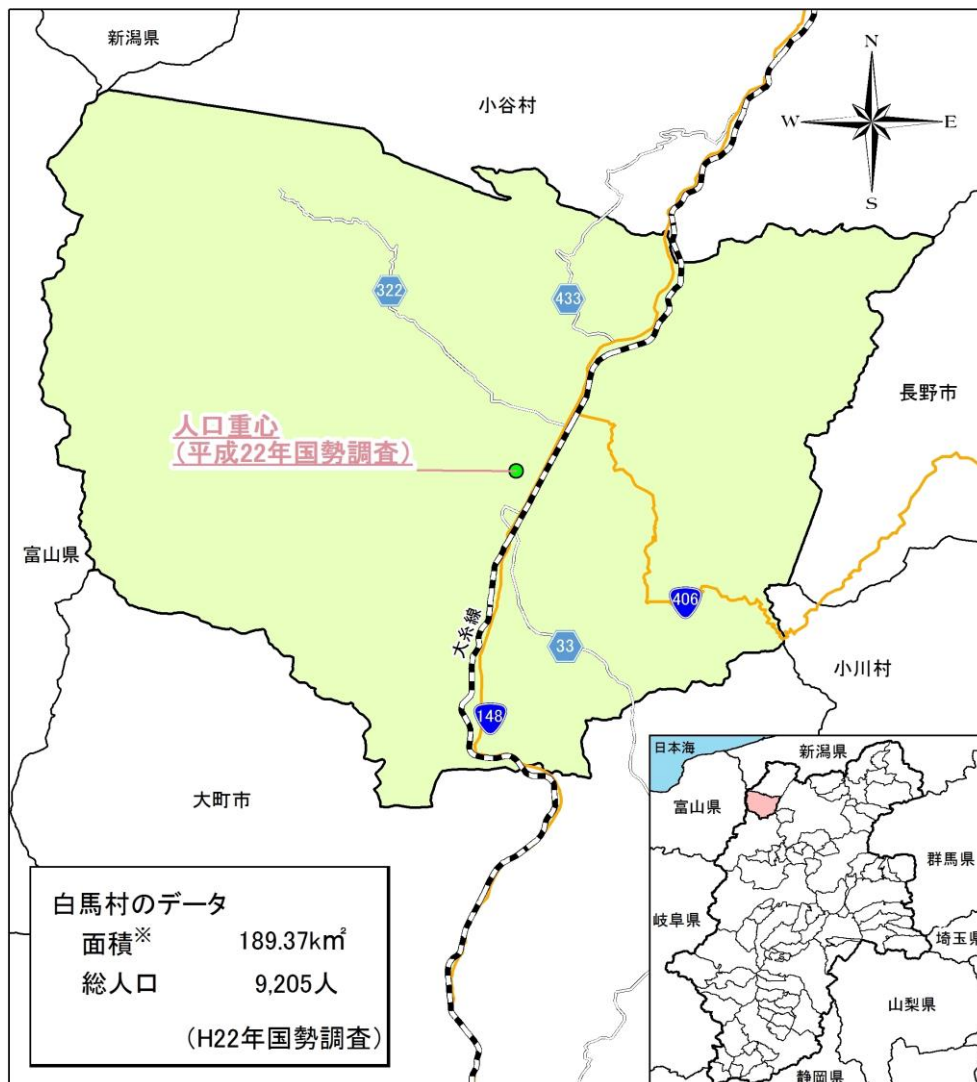 新潟県
小谷村
N
W
E
S
322
433
長野市
人口重心
(平成22年国勢調査)
富山県
406
大糸線
33
小川村
148
大町市
日本海
新潟県
富山県
群馬県
岐阜県
埼玉県
山梨県
静岡県
白馬村のデータ
面積※ 189.37km²
総人口 9,205人
(H22年国勢調査)